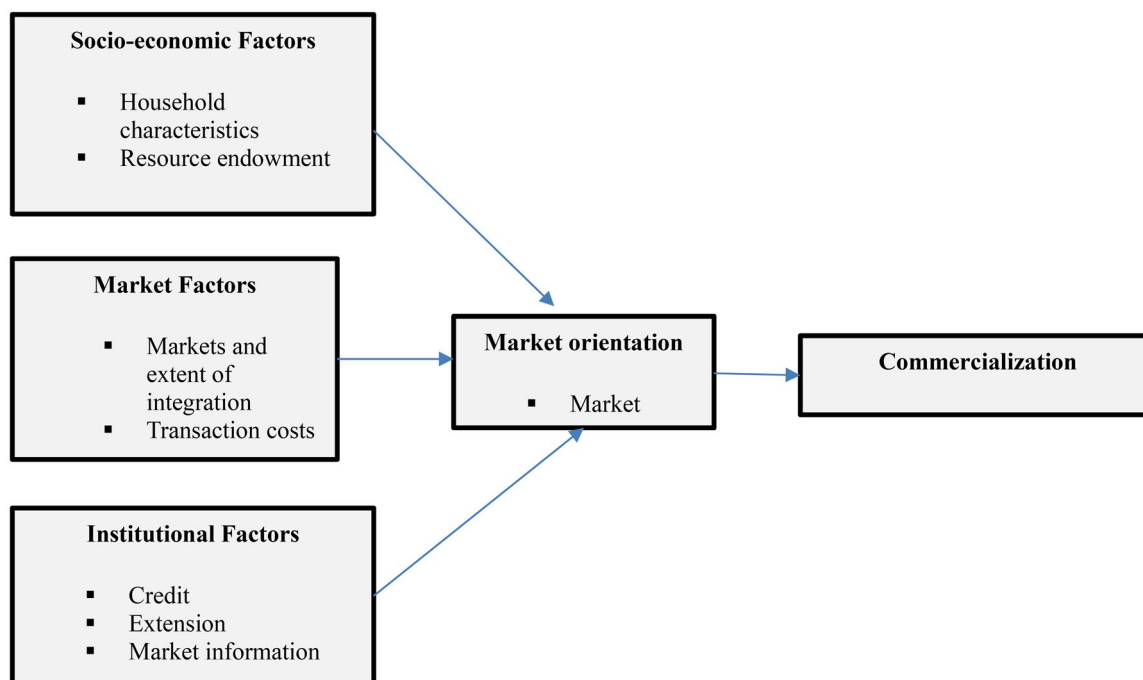 Socio-economic Factors
▪ Household
characteristics
▪ Resource endowment
Market Factors
▪ Markets and
extent of
integration
▪ Transaction costs
Institutional Factors
▪ Credit
▪ Extension
▪ Market information
Market orientation
▪ Market
Commercialization